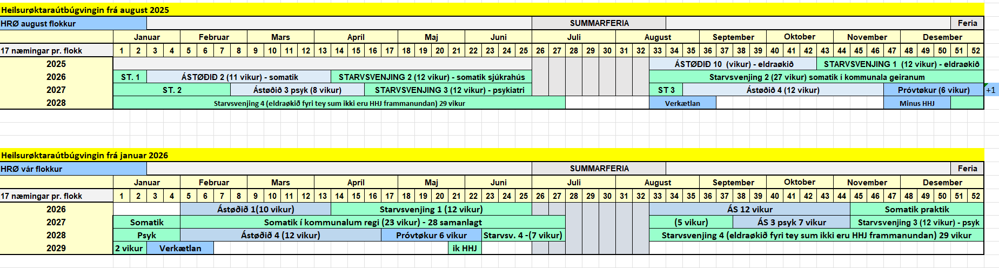 Heilsurøktaraútbúgvingin frá august 2025
HRØ august flokkur SUMMARFERIA Feria
Januar Februar Mars Apríl Maj Juni Juli August September Oktober November Desember
17 næmingar pr. flokk 1 2 3 4 5 6 7 8 9 10 11 12 13 14 15 16 17 18 19 20 21 22 23 24 25 26 27 28 29 30 31 32 33 34 35 36 37 38 39 40 41 42 43 44 45 46 47 48 49 50 51 52
2025 ÁSTØÐIÐ 10 (vikur) - eldraøkið STARVSVENJING 1 (12 vikur) - eldraøkið
2026 ST. 1 ÁSTØÐIÐ 2 (11 vikur) - somatik STARVSVENJING 2 (12 vikur) - somatik sjúkrahús Starvsvenjing 2 (27 vikur) somatik í kommunala geiranum
2027 ST. 2 Ástøðið 3 psyk (8 vikur) STARVSVENJING 3 (12 vikur) - psykiatri ST 3 Ástøðið 4 (12 vikur) Próvtøkur (6 vikur) +1
2028 Starvsvenjing 4 (eldraøkið fyri tey sum ikki eru HHJ frammanundan) 29 vikur Verkætlan Minus HHJ
Heilsurøktaraútbúgvingin frá januar 2026
HRØ vár flokkur SUMMARFERIA Feria
Januar Februar Mars Apríl Maj Juni Juli August September Oktober November Desember
17 næmingar pr. flokk 1 2 3 4 5 6 7 8 9 10 11 12 13 14 15 16 17 18 19 20 21 22 23 24 25 26 27 28 29 30 31 32 33 34 35 36 37 38 39 40 41 42 43 44 45 46 47 48 49 50 51 52
2026 Ástøðið 1(10 vikur) Starvsvenjing 1 (12 vikur) ÁS 12 vikur Somatik praktik
2027 Somatik Somatik í kommunalum regi (23 vikur) - 28 samanlagt (5 vikur) ÁS 3 psyk 7 vikur Starvsvenjing 3 (12 vikur) - psyk
2028 Psyk Ástøðið 4 (12 vikur) Próvtøkur 6 vikur Starvsv. 4 -(7 vikur) Starvsvenjing 4 (eldraøkið fyri tey sum ikki eru HHJ frammanundan) 29 vikur
2029 2 vikur Verkætlan ik HHJ